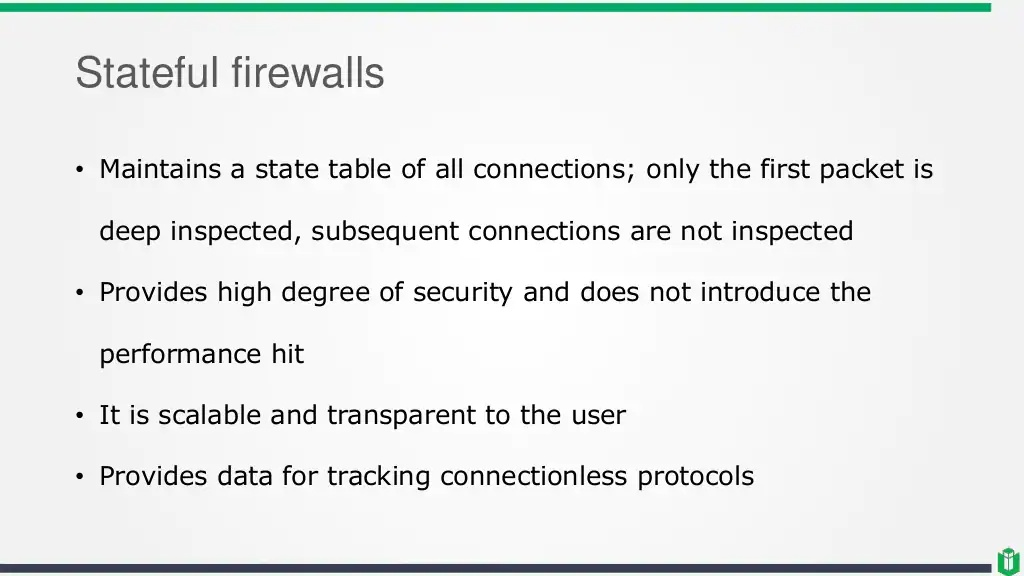 Stateful firewalls
• Maintains a state table of all connections; only the first packet is
deep inspected, subsequent connections are not inspected
• Provides high degree of security and does not introduce the
performance hit
• It is scalable and transparent to the user
• Provides data for tracking connectionless protocols